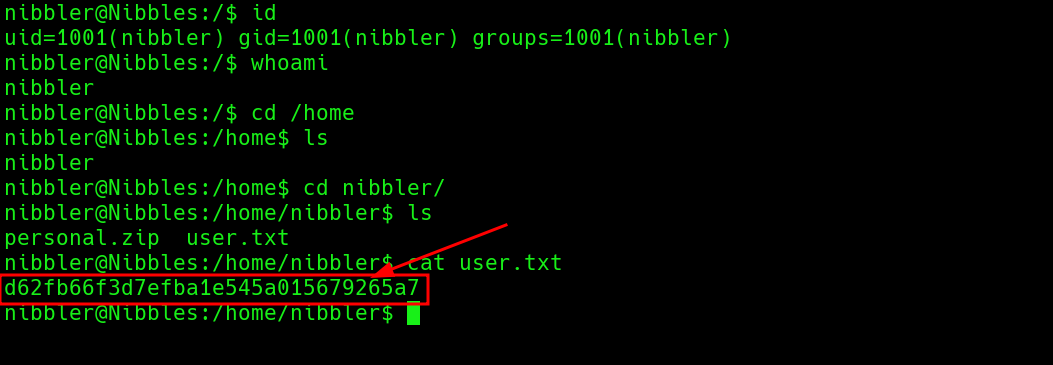 nibbler@Nibbles:/$ id
uid=1001(nibbler) gid=1001(nibbler) groups=1001(nibbler)
nibbler@Nibbles:/$ whoami
nibbler
nibbler@Nibbles:/$ cd /home
nibbler@Nibbles:/home$ ls
nibbler
nibbler@Nibbles:/home$ cd nibbler/
nibbler@Nibbles:/home/nibbler$ ls
personal.zip  user.txt
nibbler@Nibbles:/home/nibbler$ cat user.txt
d62fb66f3d7efba1e545a015679265a7
nibbler@Nibbles:/home/nibbler$